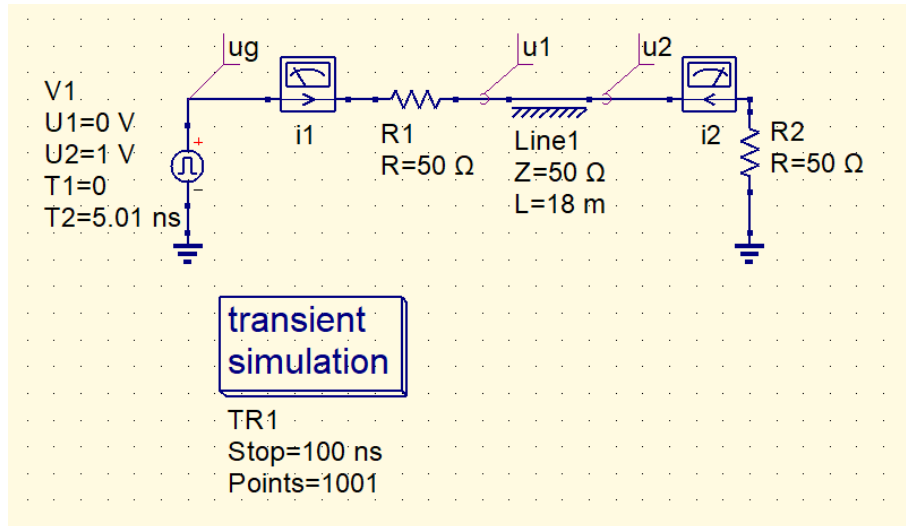 ug
u1
u2
V1
U1=0 V
U2=1 V
T1=0
T2=5.01 ns
i1
R1
R=50 Ω
Line1
Z=50 Ω
L=18 m
i2
R2
R=50 Ω
transient
simulation
TR1
Stop=100 ns
Points=1001